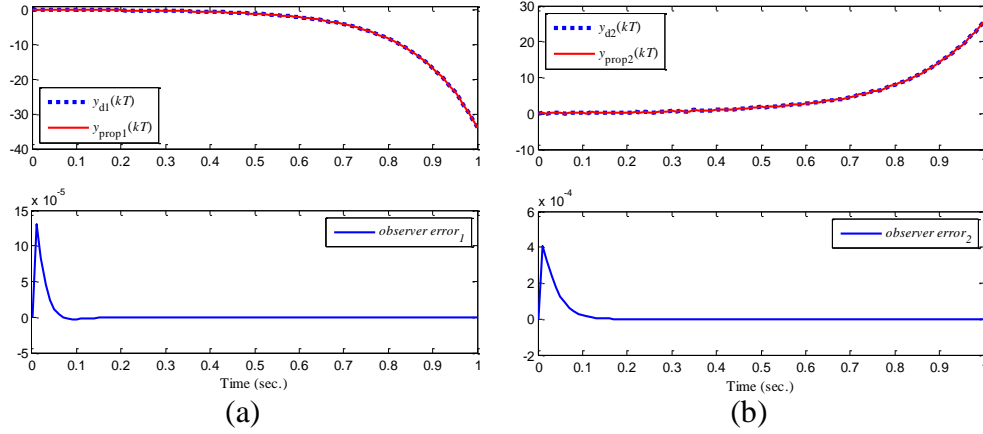 0
-10
-20
-30
-40
y_d1(kT)
y_prop1(kT)
0 0.1 0.2 0.3 0.4 0.5 0.6 0.7 0.8 0.9 1
x 10^-5
15
10
5
0
-5
observer error_1
0 0.1 0.2 0.3 0.4 0.5 0.6 0.7 0.8 0.9 1
Time (sec.)
(a)
30
20
10
0
-10
y_d2(kT)
y_prop2(kT)
0 0.1 0.2 0.3 0.4 0.5 0.6 0.7 0.8 0.9 1
x 10^-4
6
4
2
0
-2
observer error_2
0 0.1 0.2 0.3 0.4 0.5 0.6 0.7 0.8 0.9 1
Time (sec.)
(b)